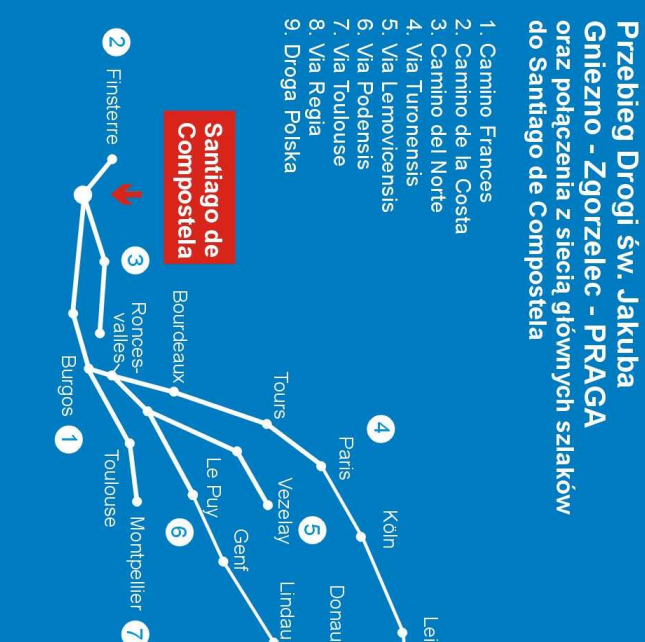 Przebieg Drogi św. Jakuba
Gniezno - Zgorzelec - PRAGA
oraz połączenia z siecią głównych szlaków
do Santiago de Compostela
1. Camino Frances
2. Camino de la Costa
3. Camino del Norte
4. Via Turonensis
5. Via Lemovicensis
6. Via Podensis
7. Via Toulouse
8. Via Regia
9. Droga Polska
Santiago de
Compostela
2
Finsterre
3
Ronces-
valles
Bourdeaux
Tours
4
Paris
Köln
Lei
Burgos
1
Toulouse
Montpellier
7
Le Puy
6
Vezelay
5
Genf
Lindau
Donau